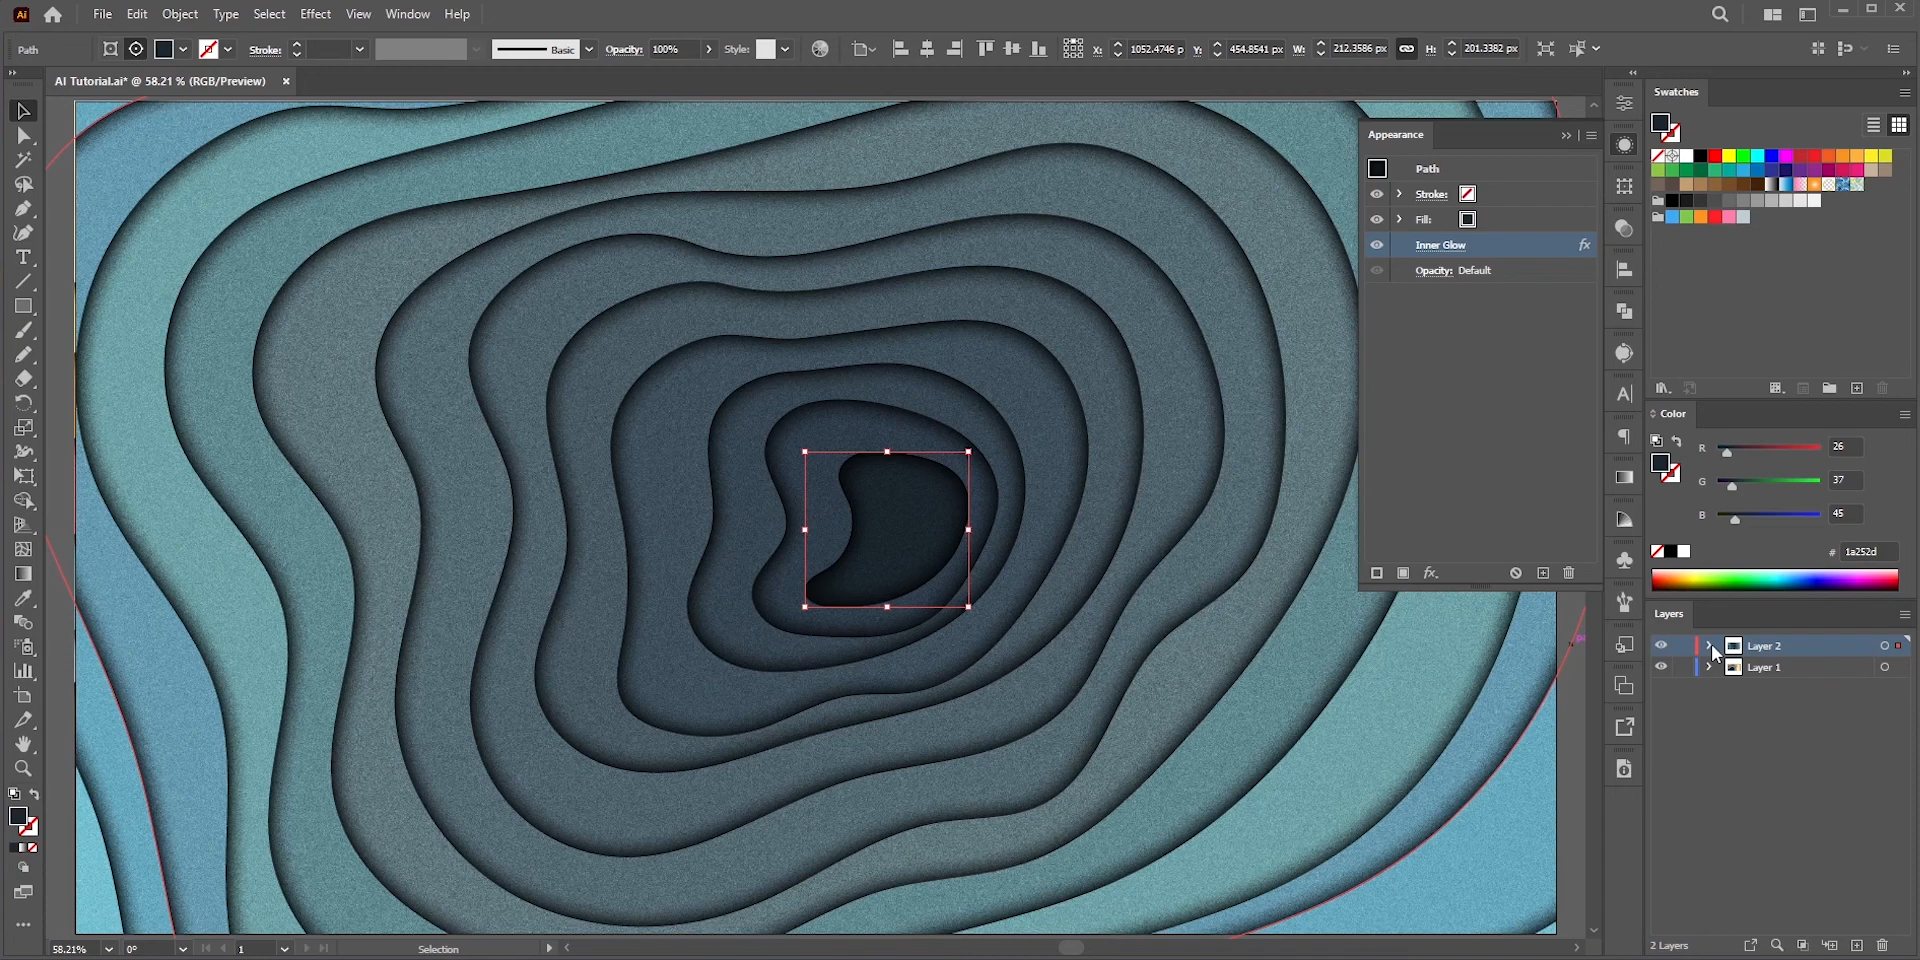 Ai File Edit Object Type Select Effect View Window Help
Path Stroke: Basic Opacity: 100% Style: X: 1052.4746 p Y: 454.8541 px W: 212.3586 px H: 201.3382 px
AI Tutorial.ai* @ 58.21 % (RGB/Preview)
Swatches
Appearance
Path
Stroke:
Fill:
Inner Glow fx
Opacity: Default
fx.
Color
R 26
G 37
B 45
# 1a252d
Layers
Layer 2
Layer 1
58.21% 0° 1 Selection
2 Layers